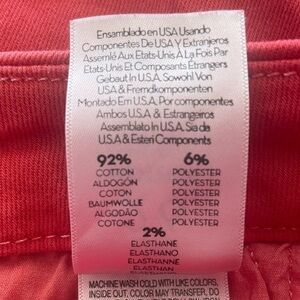 Ensamblado en USA Usando
Componentes De USA Y Extranjeros
Assemlé Aux Etats-Unis À La Fois Par
Etats-Unis Et Composants Étrangers
Gebaut In U.S.A. Sowohl Von
USA & Fremdkomponenten
Montado Em U.S.A. Por componentes
Ambos U.S.A & Estrangeiros
Assemblato In U.S.A. Sia da
U.S.A & Esteri Components
92% 6%
COTTON POLYESTER
ALDOGÓN POLYESTER
COTON POLYESTER
BAUMWOLLE POLYESTER
ALGODÃO POLYESTER
COTONE POLYESTER
2%
ELASTHANE
ELASTHANO
ELASTHANNE
ELASTHAN
MACHINE WASH COLD WITH LIKE COLORS,
INSIDE OUT, COLOR MAY TRANSFER, DO